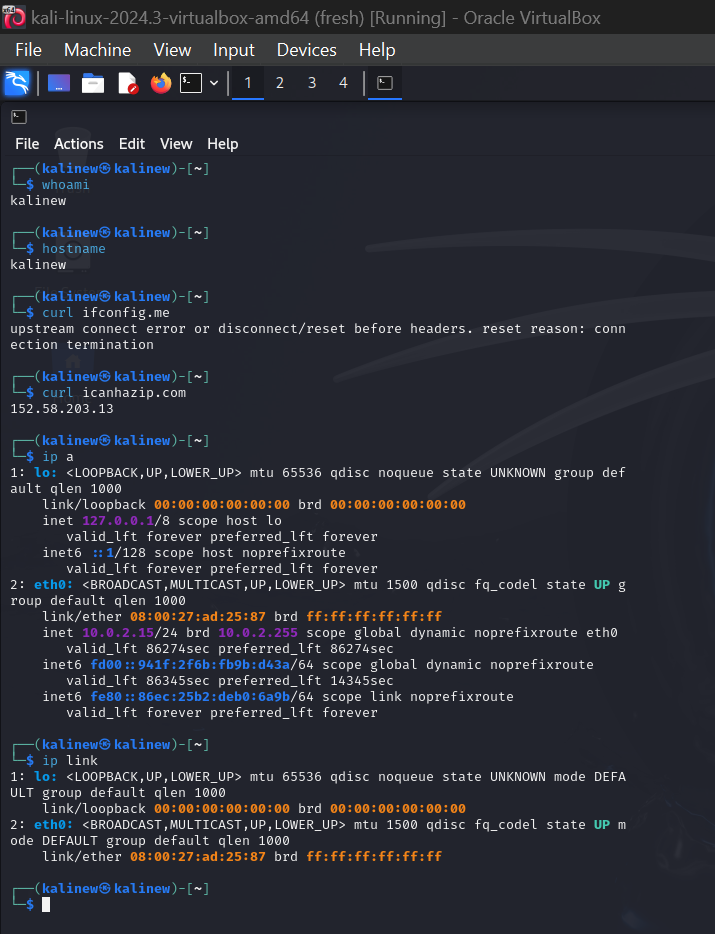 kali-linux-2024.3-virtualbox-amd64 (fresh) [Running] - Oracle VirtualBox
File Machine View Input Devices Help
1 2 3 4
File Actions Edit View Help
┌──(kalinew㉿kalinew)-[~]
└─$ whoami
kalinew
┌──(kalinew㉿kalinew)-[~]
└─$ hostname
kalinew
┌──(kalinew㉿kalinew)-[~]
└─$ curl ifconfig.me
upstream connect error or disconnect/reset before headers. reset reason: conn
ection termination
┌──(kalinew㉿kalinew)-[~]
└─$ curl icanhazip.com
152.58.203.13
┌──(kalinew㉿kalinew)-[~]
└─$ ip a
1: lo: <LOOPBACK,UP,LOWER_UP> mtu 65536 qdisc noqueue state UNKNOWN group def
ault qlen 1000
    link/loopback 00:00:00:00:00:00 brd 00:00:00:00:00:00
    inet 127.0.0.1/8 scope host lo
       valid_lft forever preferred_lft forever
    inet6 ::1/128 scope host noprefixroute
       valid_lft forever preferred_lft forever
2: eth0: <BROADCAST,MULTICAST,UP,LOWER_UP> mtu 1500 qdisc fq_codel state UP g
roup default qlen 1000
    link/ether 08:00:27:ad:25:87 brd ff:ff:ff:ff:ff:ff
    inet 10.0.2.15/24 brd 10.0.2.255 scope global dynamic noprefixroute eth0
       valid_lft 86274sec preferred_lft 86274sec
    inet6 fd00::941f:2f6b:fb9b:d43a/64 scope global dynamic noprefixroute
       valid_lft 86345sec preferred_lft 14345sec
    inet6 fe80::86ec:25b2:deb0:6a9b/64 scope link noprefixroute
       valid_lft forever preferred_lft forever
┌──(kalinew㉿kalinew)-[~]
└─$ ip link
1: lo: <LOOPBACK,UP,LOWER_UP> mtu 65536 qdisc noqueue state UNKNOWN mode DEFA
ULT group default qlen 1000
    link/loopback 00:00:00:00:00:00 brd 00:00:00:00:00:00
2: eth0: <BROADCAST,MULTICAST,UP,LOWER_UP> mtu 1500 qdisc fq_codel state UP m
ode DEFAULT group default qlen 1000
    link/ether 08:00:27:ad:25:87 brd ff:ff:ff:ff:ff:ff
┌──(kalinew㉿kalinew)-[~]
└─$